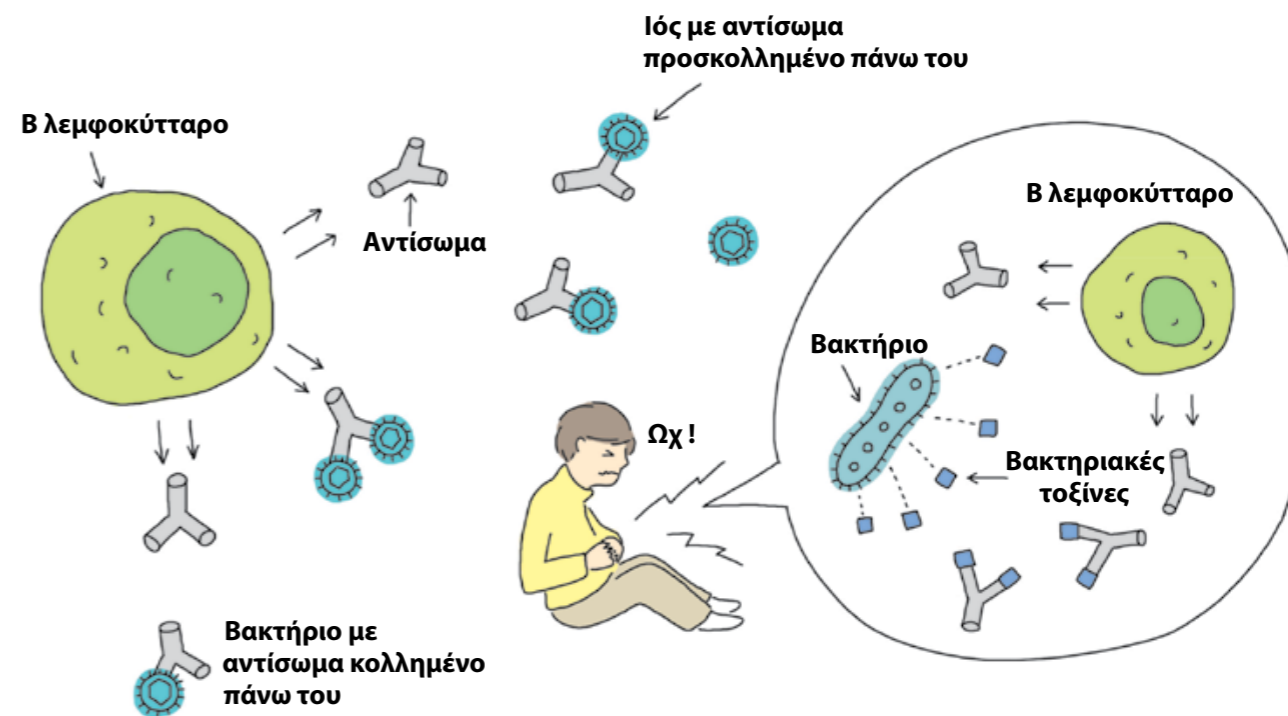 Ιός με αντίσωμα
προσκολλημένο πάνω του
Β λεμφοκύτταρο
Αντίσωμα
Β λεμφοκύτταρο
Βακτήριο
Ωχ !
Βακτηριακές
τοξίνες
Βακτήριο με
αντίσωμα κολλημένο
πάνω του